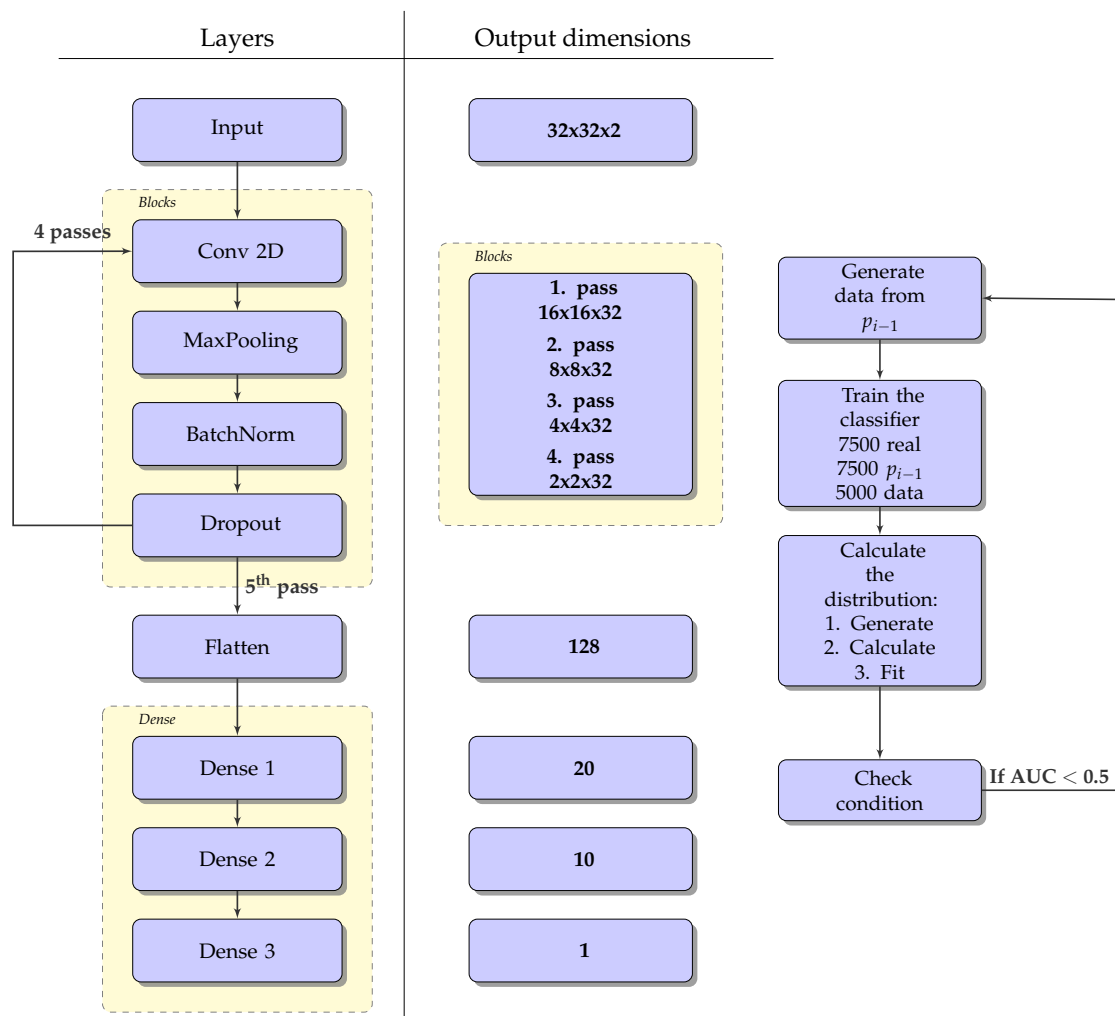 Layers
Output dimensions
Input
32x32x2
Blocks
4 passes
Conv 2D
MaxPooling
BatchNorm
Dropout
5th pass
Blocks
1. pass
16x16x32
2. pass
8x8x32
3. pass
4x4x32
4. pass
2x2x32
Flatten
128
Dense
Dense 1
20
Dense 2
10
Dense 3
1
Generate
data from
p_{i−1}
Train the
classifier
7500 real
7500 p_{i−1}
5000 data
Calculate
the
distribution:
1. Generate
2. Calculate
3. Fit
Check
condition
If AUC < 0.5